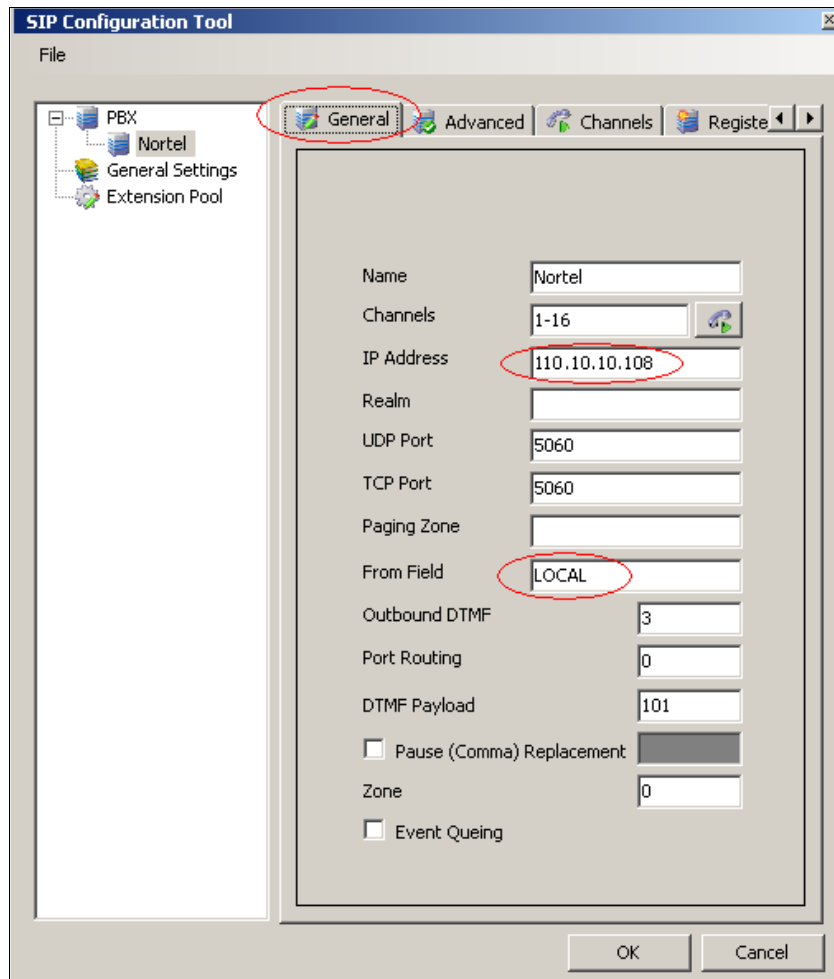 SIP Configuration Tool
File
PBX
Nortel
General Settings
Extension Pool
General
Advanced
Channels
Registe
Name
Nortel
Channels
1-16
IP Address
110.10.10.108
Realm
UDP Port
5060
TCP Port
5060
Paging Zone
From Field
LOCAL
Outbound DTMF
3
Port Routing
0
DTMF Payload
101
Pause (Comma) Replacement
Zone
0
Event Queing
OK
Cancel